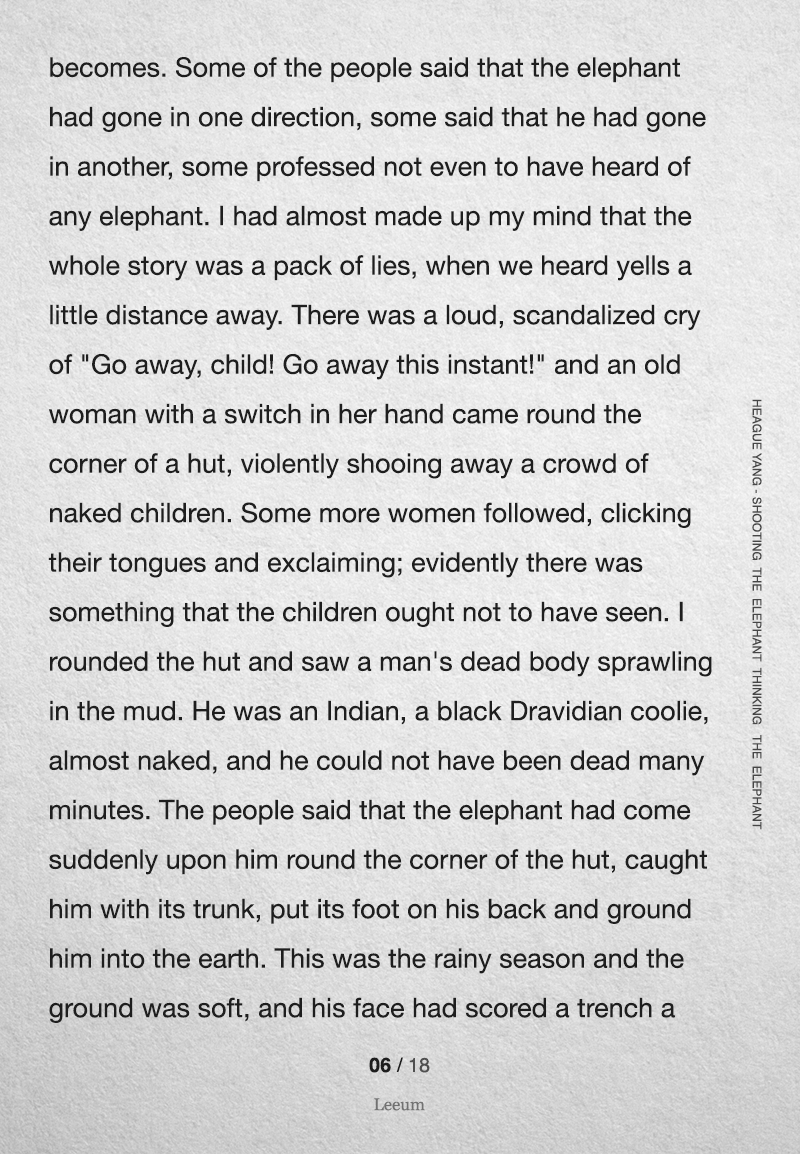 becomes. Some of the people said that the elephant
had gone in one direction, some said that he had gone
in another, some professed not even to have heard of
any elephant. I had almost made up my mind that the
whole story was a pack of lies, when we heard yells a
little distance away. There was a loud, scandalized cry
of "Go away, child! Go away this instant!" and an old
woman with a switch in her hand came round the
corner of a hut, violently shooing away a crowd of
naked children. Some more women followed, clicking
their tongues and exclaiming; evidently there was
something that the children ought not to have seen. I
rounded the hut and saw a man's dead body sprawling
in the mud. He was an Indian, a black Dravidian coolie,
almost naked, and he could not have been dead many
minutes. The people said that the elephant had come
suddenly upon him round the corner of the hut, caught
him with its trunk, put its foot on his back and ground
him into the earth. This was the rainy season and the
ground was soft, and his face had scored a trench a
HEAGUE YANG - SHOOTING THE ELEPHANT THINKING THE ELEPHANT
06 / 18
Leeum